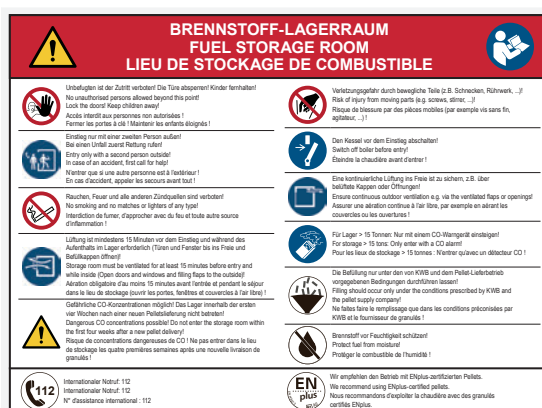 BRENNSTOFF-LAGERRAUM
FUEL STORAGE ROOM
LIEU DE STOCKAGE DE COMBUSTIBLE
Unbefugten ist der Zutritt verboten! Die Türe absperren! Kinder fernhalten!
No unauthorised persons allowed beyond this point!
Lock the doors! Keep children away!
Accès interdit aux personnes non autorisées !
Fermer les portes à clé ! Maintenir les enfants éloignés !
Einstieg nur mit einer zweiten Person außen!
Bei einem Unfall zuerst Rettung rufen!
Entry only with a second person outside!
In case of an accident, first call for help!
N'entrer que si une autre personne est à l'extérieur !
En cas d'accident, appeler les secours avant tout !
Rauchen, Feuer und alle anderen Zündquellen sind verboten!
No smoking and no matches or lighters of any type!
Interdiction de fumer, d'approcher avec du feu et toute autre source
d'inflammation !
Lüftung ist mindestens 15 Minuten vor dem Einstieg und während des
Aufenthalts im Lager erforderlich (Türen und Fenster bis ins Freie und
Befüllkappen öffnen)!
Storage room must be ventilated for at least 15 minutes before entry and
while inside (Open doors and windows and filling flaps to the outside)!
Aération obligatoire d'au moins 15 minutes avant l'entrée et pendant le séjour
dans le lieu de stockage (ouvrir les portes, fenêtres et couvercles à l'air libre) !
Gefährliche CO-Konzentrationen möglich! Das Lager innerhalb der ersten
vier Wochen nach einer neuen Pelletslieferung nicht betreten!
Dangerous CO concentrations possible! Do not enter the storage room within
the first four weeks after a new pellet delivery!
Risque de concentrations dangereuses de CO ! Ne pas entrer dans le lieu
de stockage les quatre premières semaines après une nouvelle livraison de
granulés !
112
Internationaler Notruf: 112
International Notruf: 112
N° d'assistance international : 112
Verletzungsgefahr durch bewegliche Teile (z.B. Schnecken, Rührwerk, ...)!
Risk of injury from moving parts (e.g. screws, stirrer, ...)!
Risque de blessure par des pièces mobiles (par exemple vis sans fin,
agitateur, ...) !
Den Kessel vor dem Einstieg abschalten!
Switch off boiler before entry!
Éteindre la chaudière avant d'entrer !
Eine kontinuierliche Lüftung ins Freie ist zu sichern, z.B. über
belüftete Kappen oder Öffnungen!
Ensure continuous outdoor ventilation e.g. via the ventilated flaps or openings!
Assurer une aération continue à l'air libre, par exemple en aérant les
couvercles ou les ouvertures !
Für Lager > 15 Tonnen: Nur mit einem CO-Warngerät einsteigen!
For storage > 15 tons: Only enter with a CO alarm!
Pour les lieux de stockage > 15 tonnes : N'entrer qu'avec un détecteur CO !
Die Befüllung nur unter den von KWB und dem Pellet-Lieferbetrieb
vorgegebenen Bedingungen durchführen lassen!
Filling should occur only under the conditions prescribed by KWB and
the pellet supply company!
Ne faites faire le remplissage que dans les conditions préconisées par
KWB et le fournisseur de granulés !
Brennstoff vor Feuchtigkeit schützen!
Protect fuel from moisture!
Protéger le combustible de l'humidité !
EN
plus
Wir empfehlen den Betrieb mit ENplus-zertifizierten Pellets.
We recommend using ENplus-certified pellets.
Nous recommandons d'exploiter la chaudière avec des granulés
certifiés ENplus.